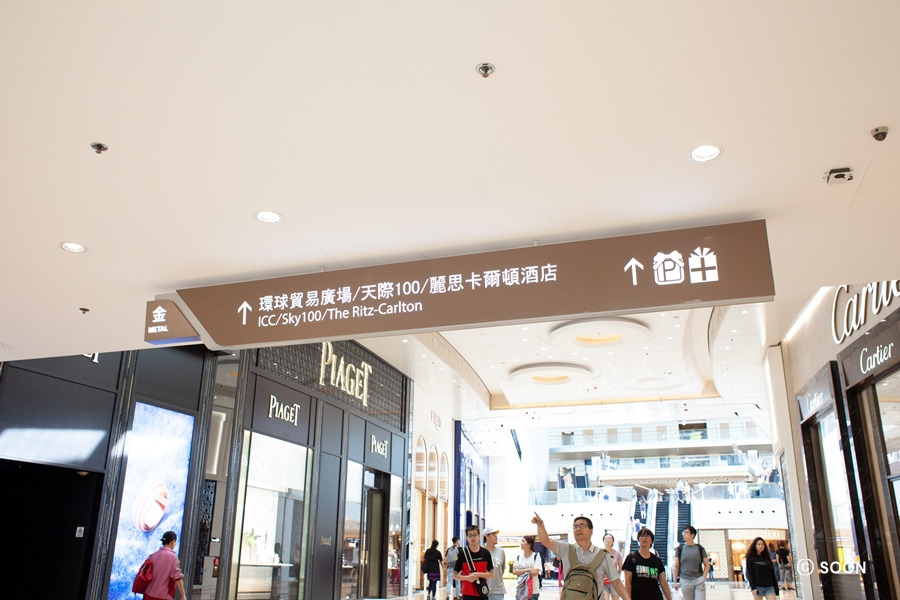 環球貿易廣場/天際100/麗思卡爾頓酒店
ICC/Sky100/The Ritz-Carlton
P
金
METAL
PIAGET
PIAGET
PIAGET
Cartier
Cartier
Cartier
© SOON